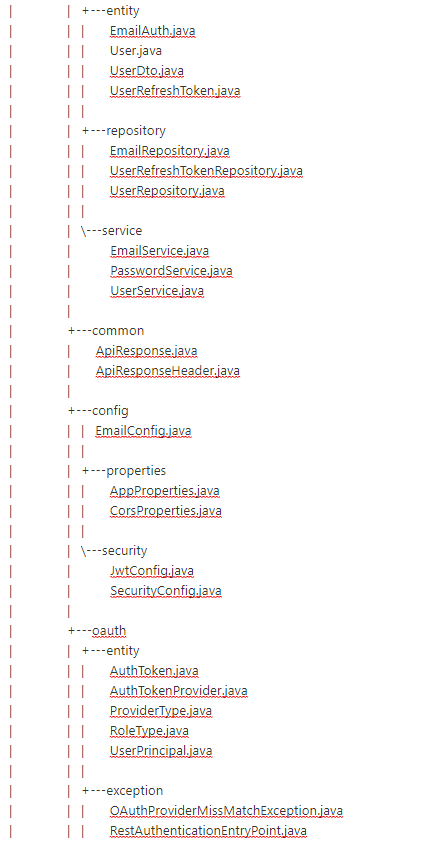 |   |   | +---entity
|   |   | |   EmailAuth.java
|   |   | |   User.java
|   |   | |   UserDto.java
|   |   | |   UserRefreshToken.java
|   |   | |
|   |   | +---repository
|   |   | |   EmailRepository.java
|   |   | |   UserRefreshTokenRepository.java
|   |   | |   UserRepository.java
|   |   | |
|   |   | \---service
|   |   |     EmailService.java
|   |   |     PasswordService.java
|   |   |     UserService.java
|   |   |
|   |   +---common
|   |   |   ApiResponse.java
|   |   |   ApiResponseHeader.java
|   |   |
|   |   +---config
|   |   | | EmailConfig.java
|   |   | |
|   |   | +---properties
|   |   | |   AppProperties.java
|   |   | |   CorsProperties.java
|   |   | |
|   |   | \---security
|   |   |     JwtConfig.java
|   |   |     SecurityConfig.java
|   |   |
|   |   +---oauth
|   |   | +---entity
|   |   | |   AuthToken.java
|   |   | |   AuthTokenProvider.java
|   |   | |   ProviderType.java
|   |   | |   RoleType.java
|   |   | |   UserPrincipal.java
|   |   | |
|   |   | +---exception
|   |   | |   OAuthProviderMissMatchException.java
|   |   | |   RestAuthenticationEntryPoint.java